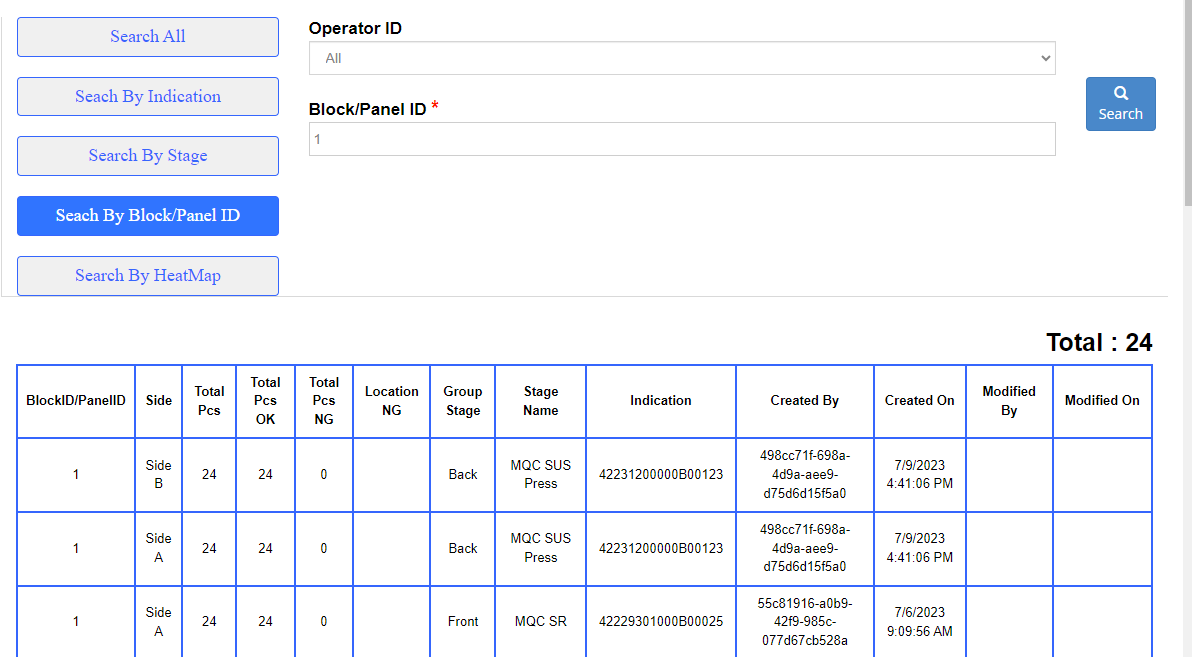 Search All
Operator ID
All
Seach By Indication
Block/Panel ID *
Search
1
Search By Stage
Seach By Block/Panel ID
Search By HeatMap
Total : 24
BlockID/PanelID Side Total Pcs Total Pcs OK Total Pcs NG Location NG Group Stage Stage Name Indication Created By Created On Modified By Modified On
1 Side B 24 24 0 Back MQC SUS Press 42231200000B00123 498cc71f-698a-4d9a-aee9-d75d6d15f5a0 7/9/2023 4:41:06 PM
1 Side A 24 24 0 Back MQC SUS Press 42231200000B00123 498cc71f-698a-4d9a-aee9-d75d6d15f5a0 7/9/2023 4:41:06 PM
1 Side A 24 24 0 Front MQC SR 42229301000B00025 55c81916-a0b9-42f9-985c-077d67cb528a 7/6/2023 9:09:56 AM